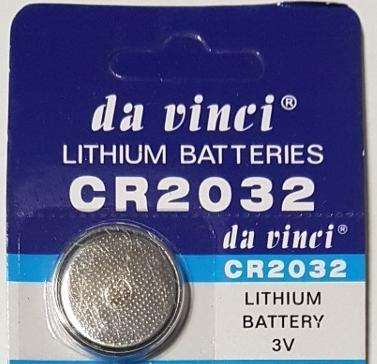 da vinci®
LITHIUM BATTERIES
CR2032
da vinci®
CR2032
LITHIUM
BATTERY
3V